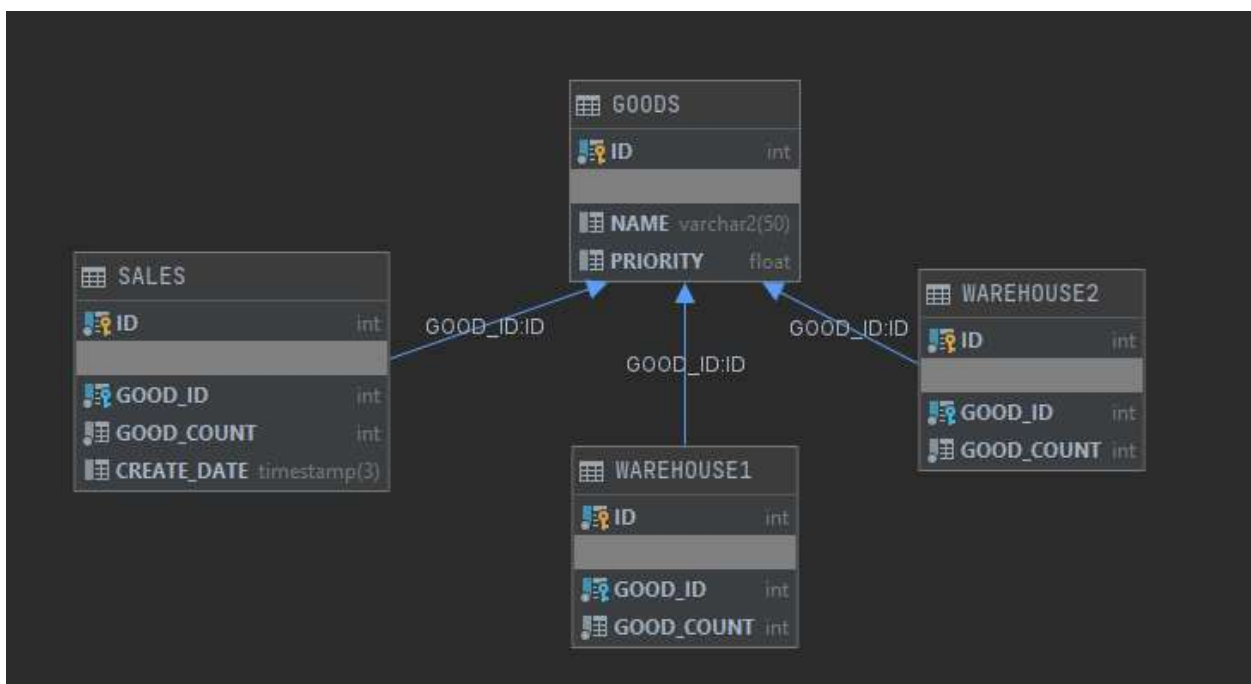 GOODS
ID int
NAME varchar2(50)
PRIORITY float
SALES
ID int
GOOD_ID int
GOOD_COUNT int
CREATE_DATE timestamp(3)
GOOD_ID:ID
GOOD_ID:ID
GOOD_ID:ID
WAREHOUSE2
ID int
GOOD_ID int
GOOD_COUNT int
WAREHOUSE1
ID int
GOOD_ID int
GOOD_COUNT int